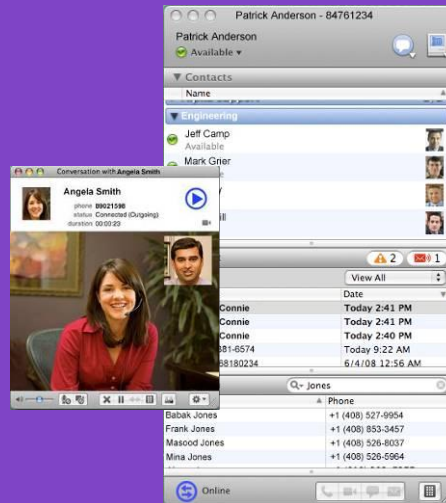 Patrick Anderson - 84761234
Patrick Anderson
Available
Contacts
Name
Engineering
Jeff Camp
Available
Mark Grier
Conversation with Angela Smith
Angela Smith
phone 89021598
status Connected (Outgoing)
duration 00:00:23
2
1
View All
Date
Connie
Today 2:41 PM
Connie
Today 2:41 PM
Connie
Today 2:40 PM
381-6574
Today 9:22 AM
68180234
6/4/08 12:56 AM
Jones
Phone
Babak Jones
+1 (408) 527-9954
Frank Jones
+1 (408) 853-3457
Masood Jones
+1 (408) 526-8037
Mina Jones
+1 (408) 526-5964
Online